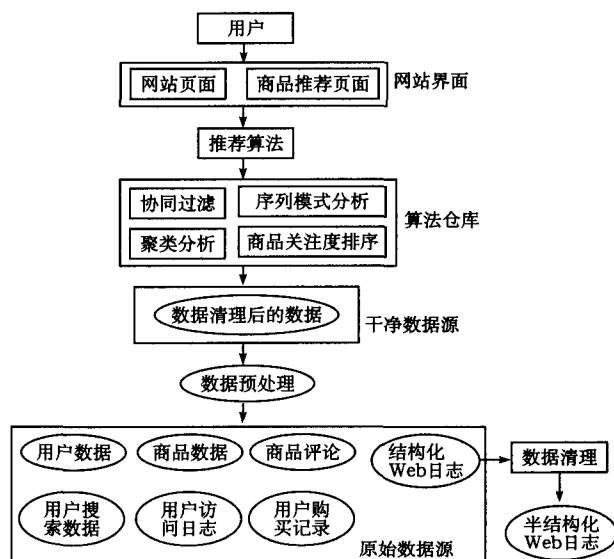 用户
网站页面
商品推荐页面
网站界面
推荐算法
协同过滤
序列模式分析
聚类分析
商品关注度排序
算法仓库
数据清理后的数据
干净数据源
数据预处理
用户数据
商品数据
商品评论
结构化
Web日志
数据清理
用户搜
索数据
用户访
问日志
用户购
买记录
半结构化
Web日志
原始数据源